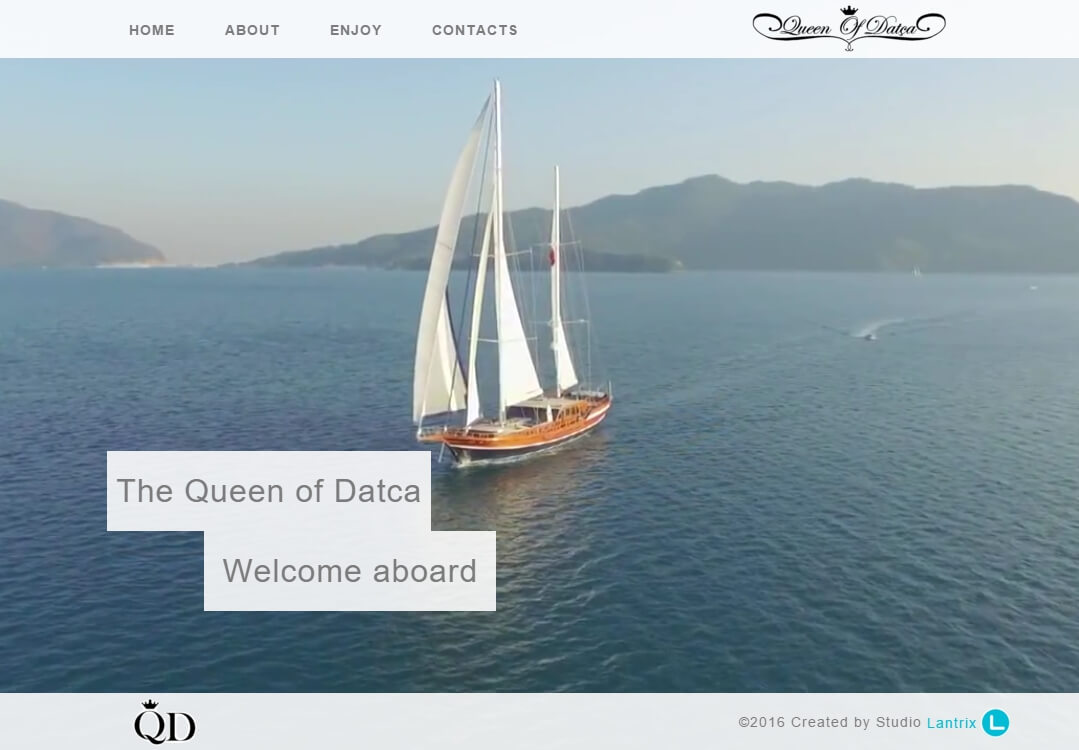 HOME ABOUT ENJOY CONTACTS
Queen Of Datça
The Queen of Datca
Welcome aboard
QD
©2016 Created by Studio Lantrix L